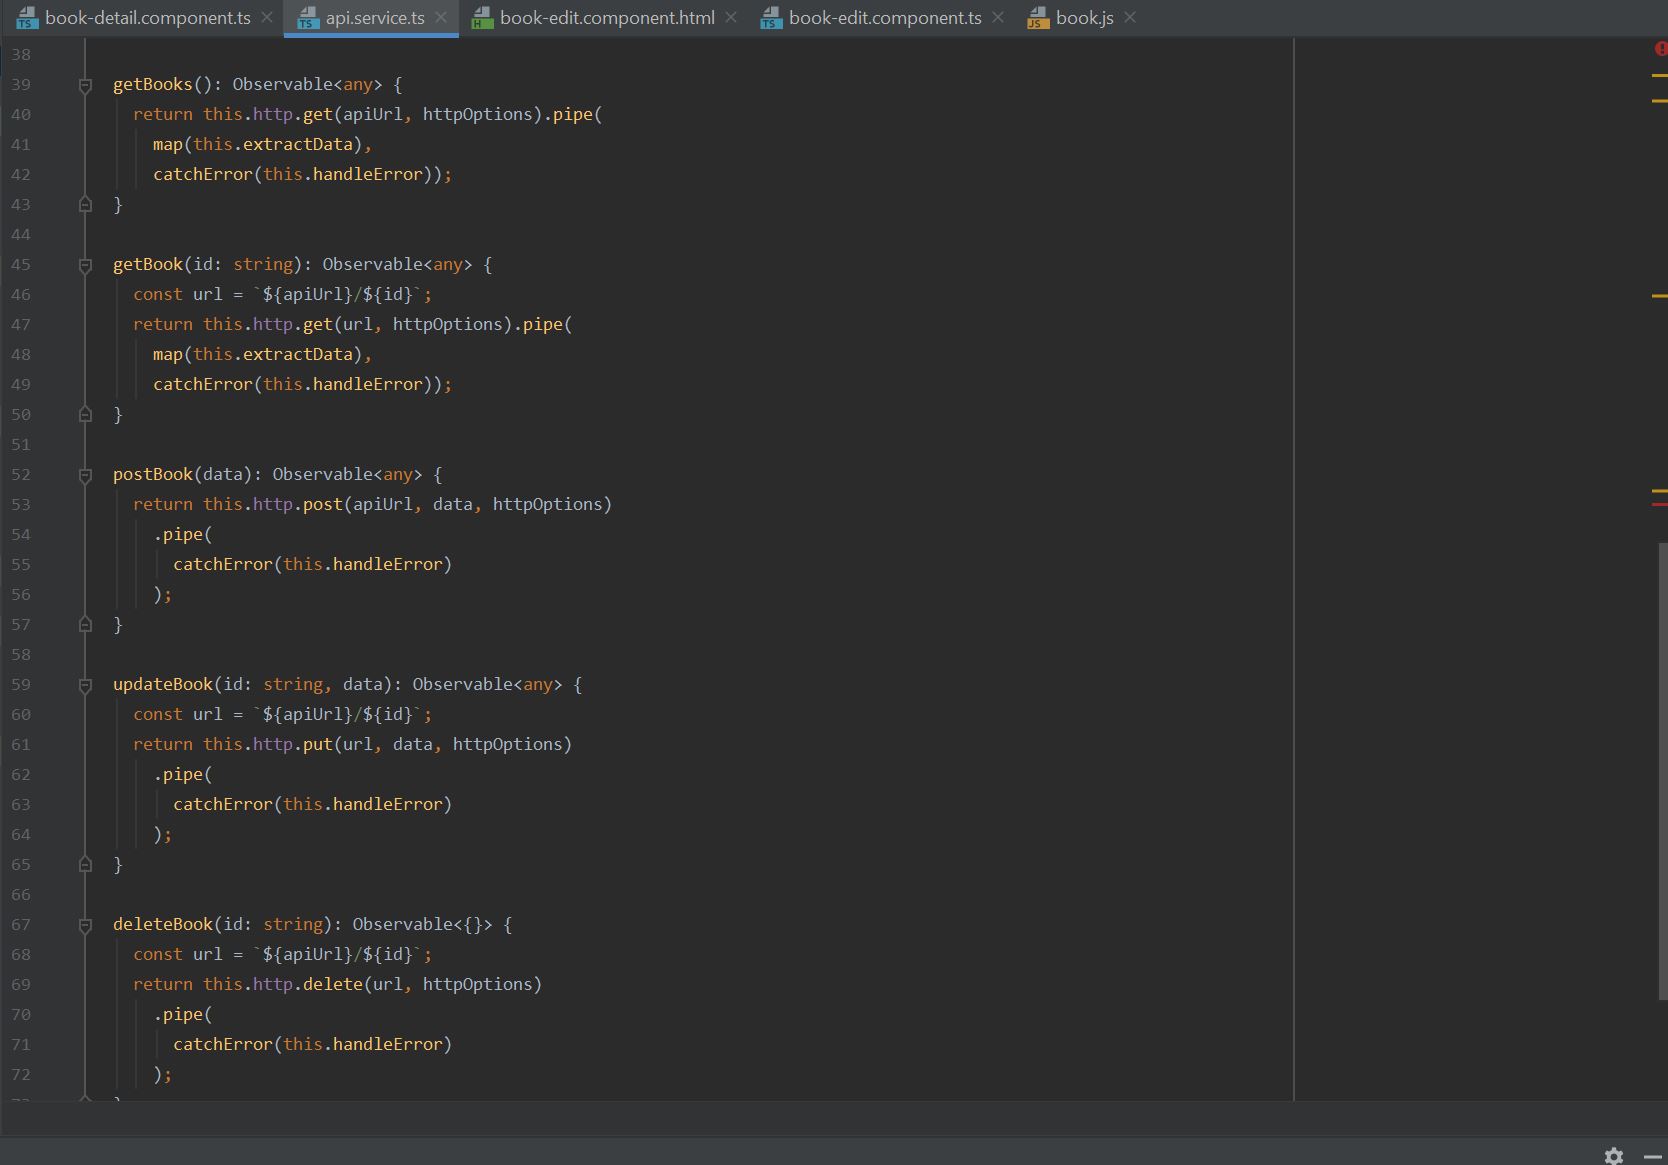 book-detail.component.ts
api.service.ts
book-edit.component.html
book-edit.component.ts
book.js
38
39 getBooks(): Observable<any> {
40 return this.http.get(apiUrl, httpOptions).pipe(
41 map(this.extractData),
42 catchError(this.handleError));
43 }
44
45 getBook(id: string): Observable<any> {
46 const url = `${apiUrl}/${id}`;
47 return this.http.get(url, httpOptions).pipe(
48 map(this.extractData),
49 catchError(this.handleError));
50 }
51
52 postBook(data): Observable<any> {
53 return this.http.post(apiUrl, data, httpOptions)
54 .pipe(
55 catchError(this.handleError)
56 );
57 }
58
59 updateBook(id: string, data): Observable<any> {
60 const url = `${apiUrl}/${id}`;
61 return this.http.put(url, data, httpOptions)
62 .pipe(
63 catchError(this.handleError)
64 );
65 }
66
67 deleteBook(id: string): Observable<{}> {
68 const url = `${apiUrl}/${id}`;
69 return this.http.delete(url, httpOptions)
70 .pipe(
71 catchError(this.handleError)
72 );